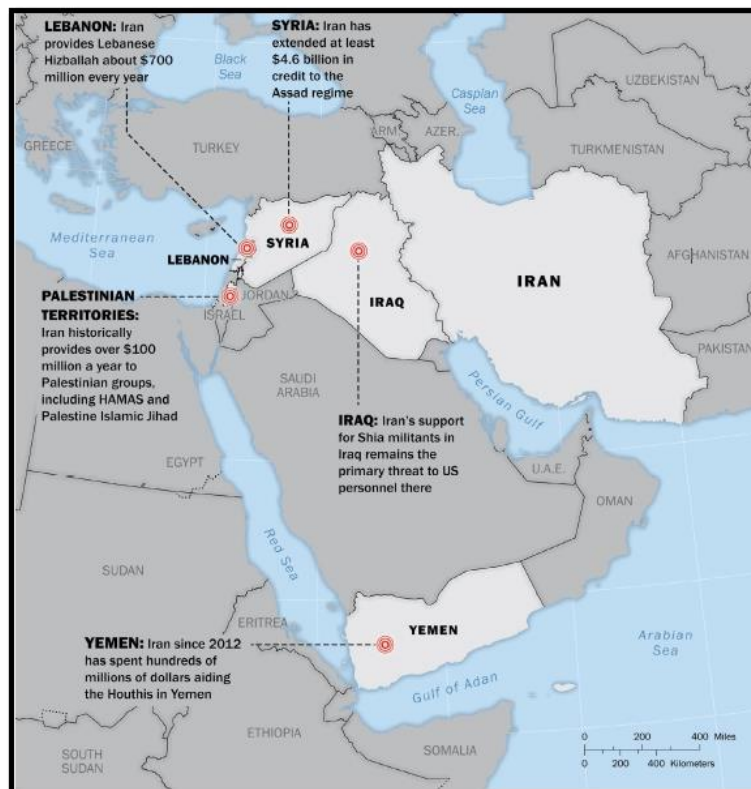 LEBANON: Iran
provides Lebanese
Hizballah about $700
million every year
SYRIA: Iran has
extended at least
$4.6 billion in
credit to the
Assad regime
Black
Sea
Caspian
Sea
UZBEKISTAN
GREECE
TURKEY
ARM.
AZER.
TURKMENISTAN
Mediterranean
Sea
LEBANON
SYRIA
AFGHANISTAN
IRAN
IRAQ
PALESTINIAN
TERRITORIES:
Iran historically
provides over $100
million a year to
Palestinian groups,
including HAMAS and
Palestine Islamic Jihad
JORDAN
ISRAEL
PAKISTAN
SAUDI
ARABIA
Persian Gulf
IRAQ: Iran's support
for Shia militants in
Iraq remains the
primary threat to US
personnel there
EGYPT
U.A.E.
OMAN
Red Sea
SUDAN
ERITREA
YEMEN: Iran since 2012
has spent hundreds of
millions of dollars aiding
the Houthis in Yemen
YEMEN
Arabian
Sea
Gulf of Adan
ETHIOPIA
SOUTH
SUDAN
SOMALIA
0 200 400 Miles
0 200 400 Kilometers